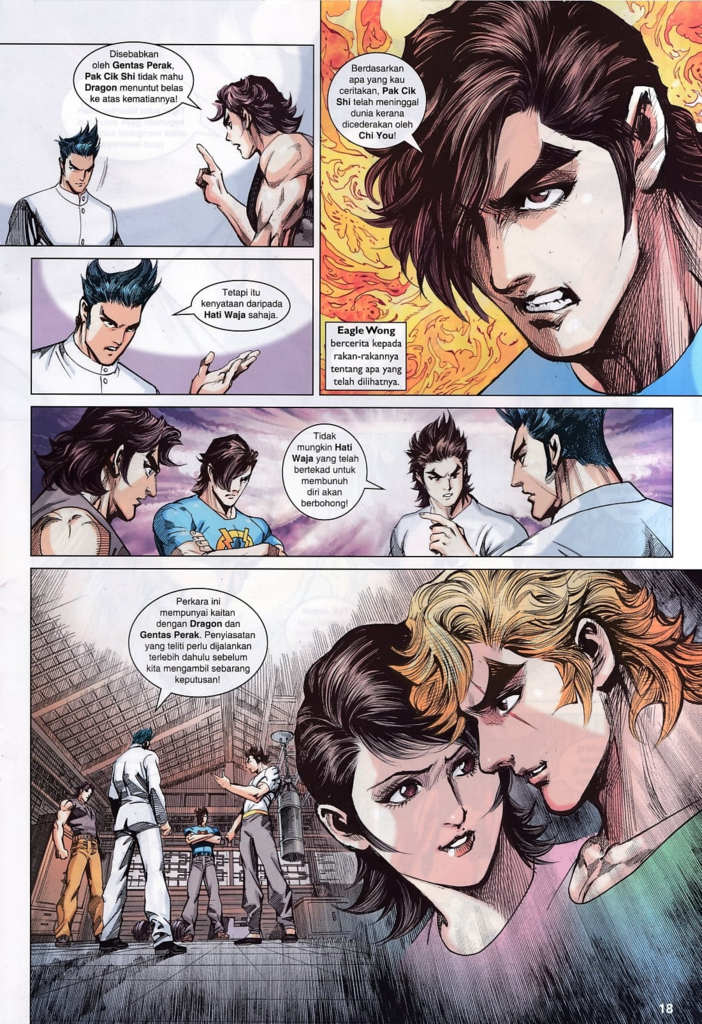 Disebabkan
oleh Gentas Perak,
Pak Cik Shi tidak mahu
Dragon menuntut belas
ke atas kematiannya!
Berdasarkan
apa yang kau
ceritakan, Pak Cik
Shi telah meninggal
dunia kerana
dicederakan oleh
Chi You!
Eagle Wong
bercerita kepada
rakan-rakannya
tentang apa yang
telah dilihatnya.
Tetapi itu
kenyataan daripada
Hati Waja sahaja.
Tidak
mungkin Hati
Waja yang telah
bertekad untuk
membunuh
diri akan
berbohong!
Perkara ini
mempunyai kaitan
dengan Dragon dan
Gentas Perak. Penyiasatan
yang teliti perlu dijalankan
terlebih dahulu sebelum
kita mengambil sebarang
keputusan!
18